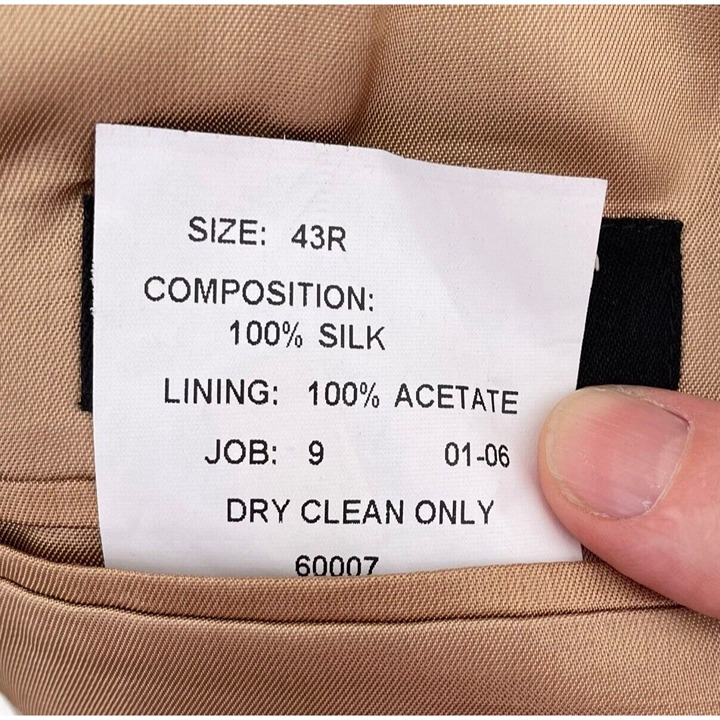 SIZE: 43R
COMPOSITION:
100% SILK
LINING: 100% ACETATE
JOB: 9 01-06
DRY CLEAN ONLY
60007